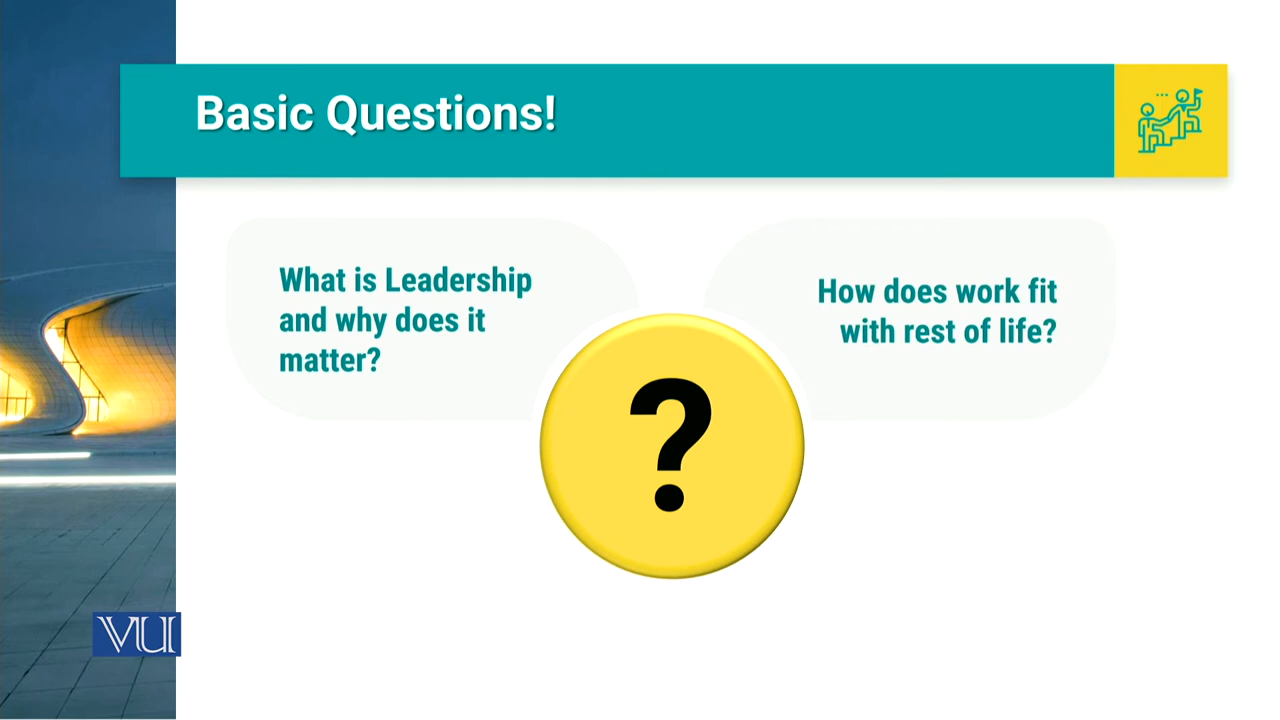 Basic Questions!
What is Leadership
and why does it
matter?
How does work fit
with rest of life?
?
VU